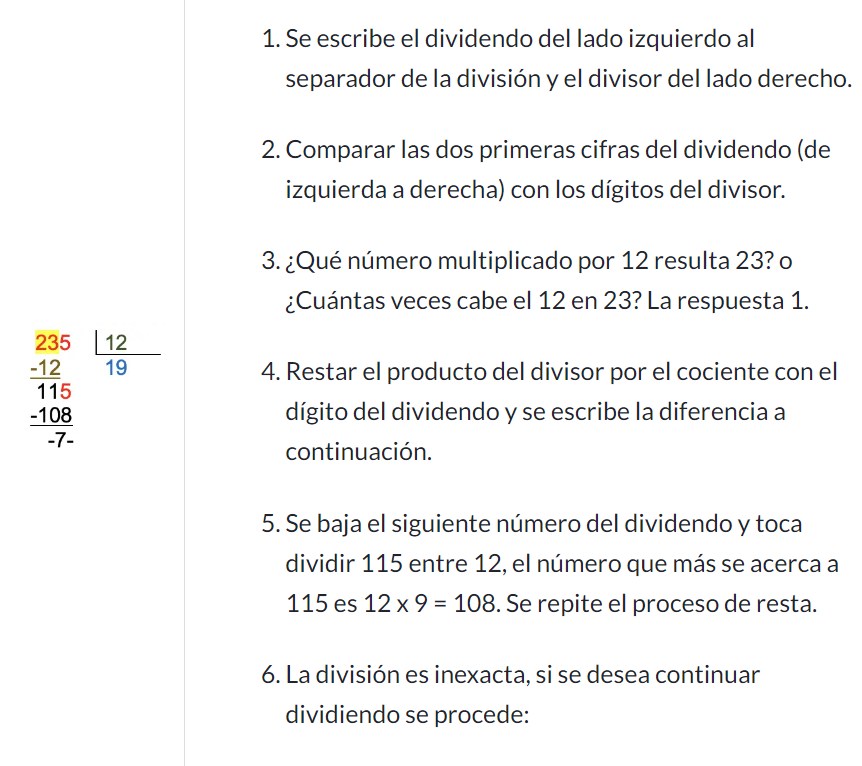 1. Se escribe el dividendo del lado izquierdo al
separador de la división y el divisor del lado derecho.
2. Comparar las dos primeras cifras del dividendo (de
izquierda a derecha) con los dígitos del divisor.
3. ¿Qué número multiplicado por 12 resulta 23? o
¿Cuántas veces cabe el 12 en 23? La respuesta 1.
235 12
-12 19
115
-108
-7-
4. Restar el producto del divisor por el cociente con el
dígito del dividendo y se escribe la diferencia a
continuación.
5. Se baja el siguiente número del dividendo y toca
dividir 115 entre 12, el número que más se acerca a
115 es 12 x 9 = 108. Se repite el proceso de resta.
6. La división es inexacta, si se desea continuar
dividiendo se procede: